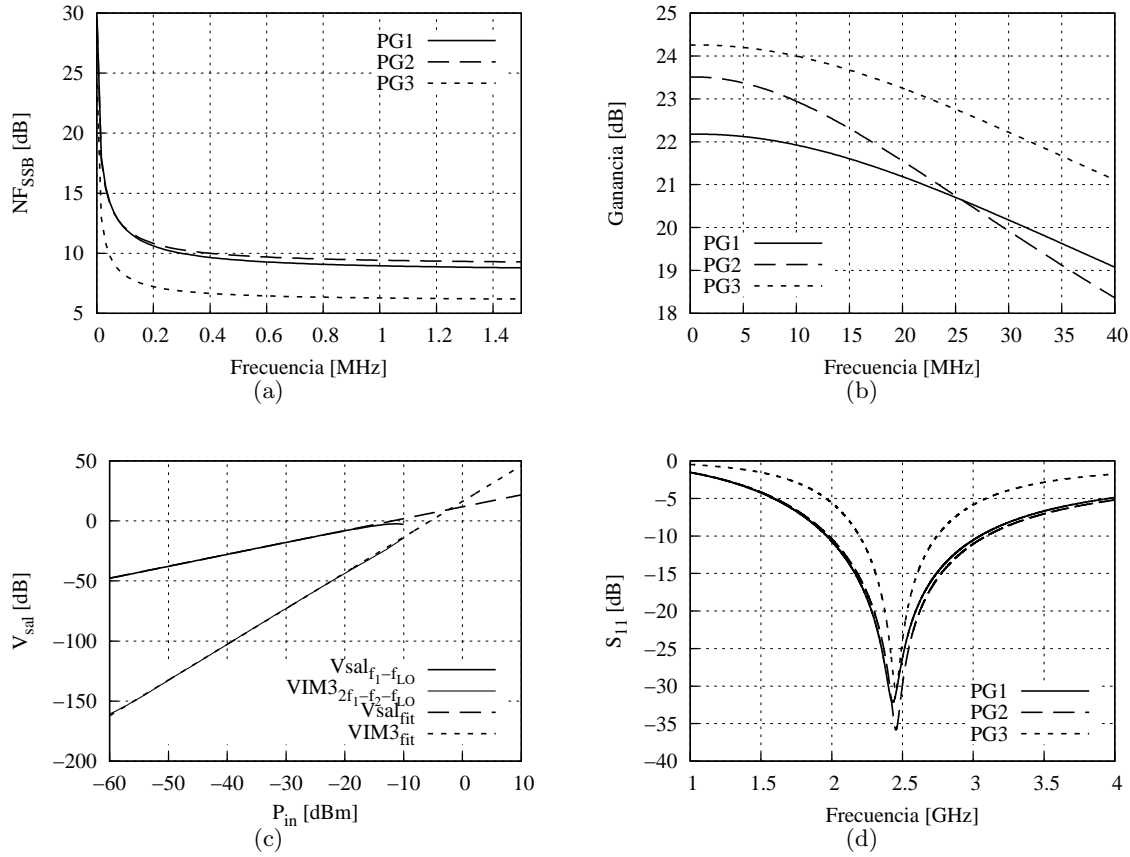 30
25
20
15
10
5
0
0.2
0.4
0.6
0.8
1
1.2
1.4
NF_SSB [dB]
Frecuencia [MHz]
PG1
PG2
PG3
(a)
25
24
23
22
21
20
19
18
0
5
10
15
20
25
30
35
40
Ganancia [dB]
Frecuencia [MHz]
PG1
PG2
PG3
(b)
50
0
−50
−100
−150
−200
−60
−50
−40
−30
−20
−10
0
10
V_sal [dB]
P_in [dBm]
Vsal_f1−fLO
VIM3_2f1−f2−fLO
Vsal_fit
VIM3_fit
(c)
0
−5
−10
−15
−20
−25
−30
−35
−40
1
1.5
2
2.5
3
3.5
4
S_11 [dB]
Frecuencia [GHz]
PG1
PG2
PG3
(d)